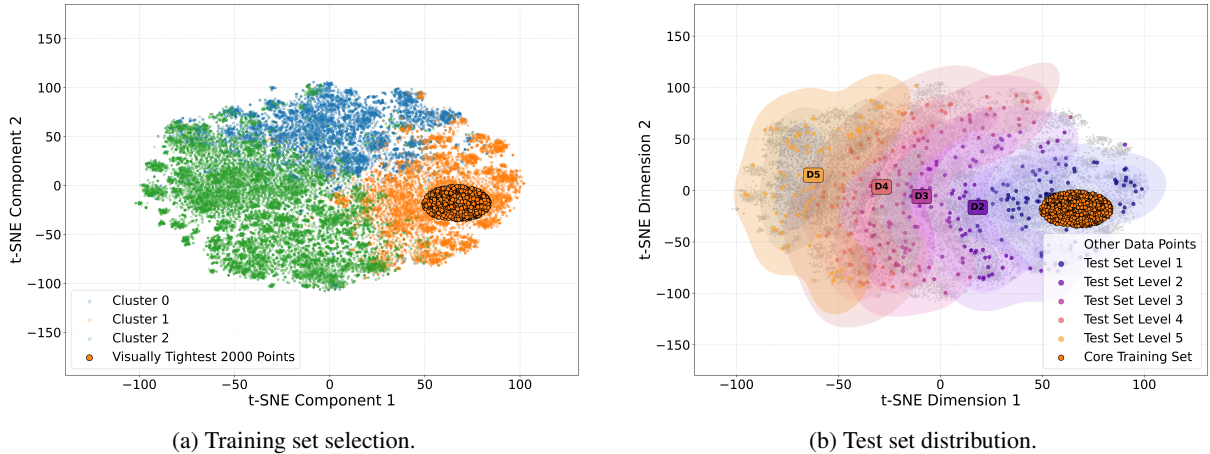 150
100
50
0
−50
−100
−150
−100
−50
0
50
100
t-SNE Component 2
t-SNE Component 1
Cluster 0
Cluster 1
Cluster 2
Visually Tightest 2000 Points
(a) Training set selection.
150
100
50
0
−50
−100
−150
−100
−50
0
50
100
t-SNE Dimension 2
t-SNE Dimension 1
D5
D4
D3
D2
Other Data Points
Test Set Level 1
Test Set Level 2
Test Set Level 3
Test Set Level 4
Test Set Level 5
Core Training Set
(b) Test set distribution.